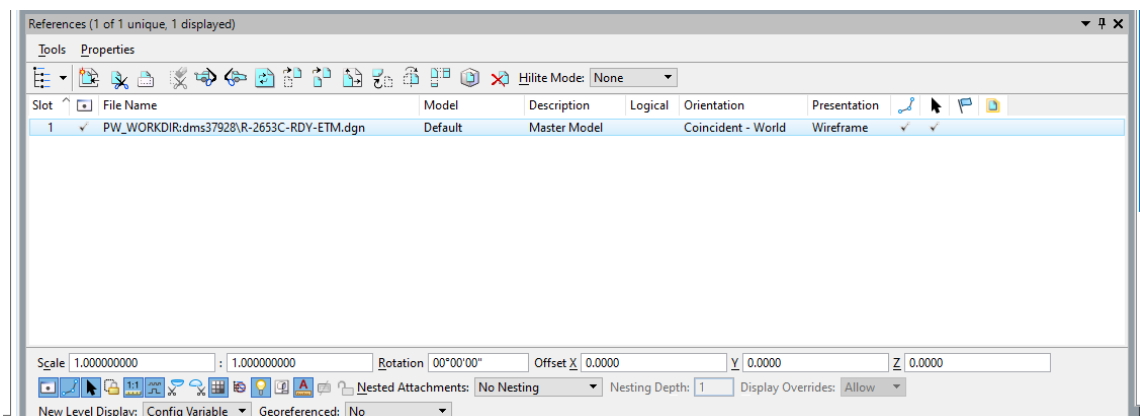 References (1 of 1 unique, 1 displayed)
Tools Properties
Hilite Mode: None
Slot File Name Model Description Logical Orientation Presentation
1 PW_WORKDIR:dms37928\R-2653C-RDY-ETM.dgn Default Master Model Coincident - World Wireframe
Scale 1.000000000 : 1.000000000 Rotation 00°00'00" Offset X 0.0000 Y 0.0000 Z 0.0000
1:1 A Nested Attachments: No Nesting Nesting Depth: 1 Display Overrides: Allow
New Level Display: Config Variable Georeferenced: No